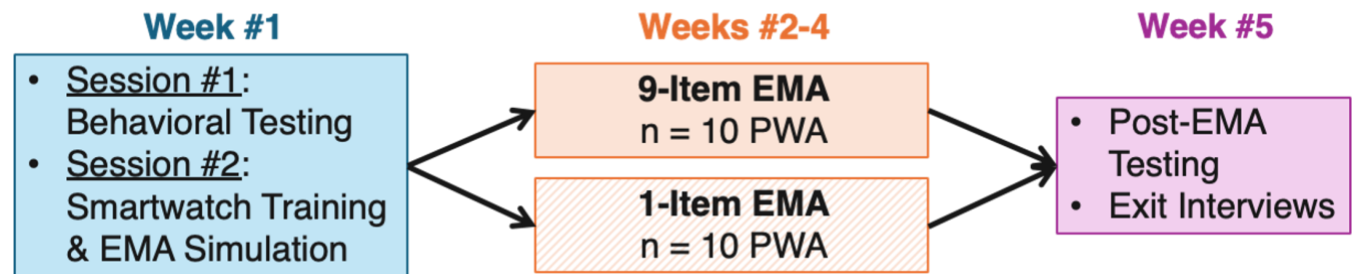 Week #1
• Session #1:
Behavioral Testing
• Session #2:
Smartwatch Training
& EMA Simulation
Weeks #2-4
9-Item EMA
n = 10 PWA
1-Item EMA
n = 10 PWA
Week #5
• Post-EMA
Testing
• Exit Interviews